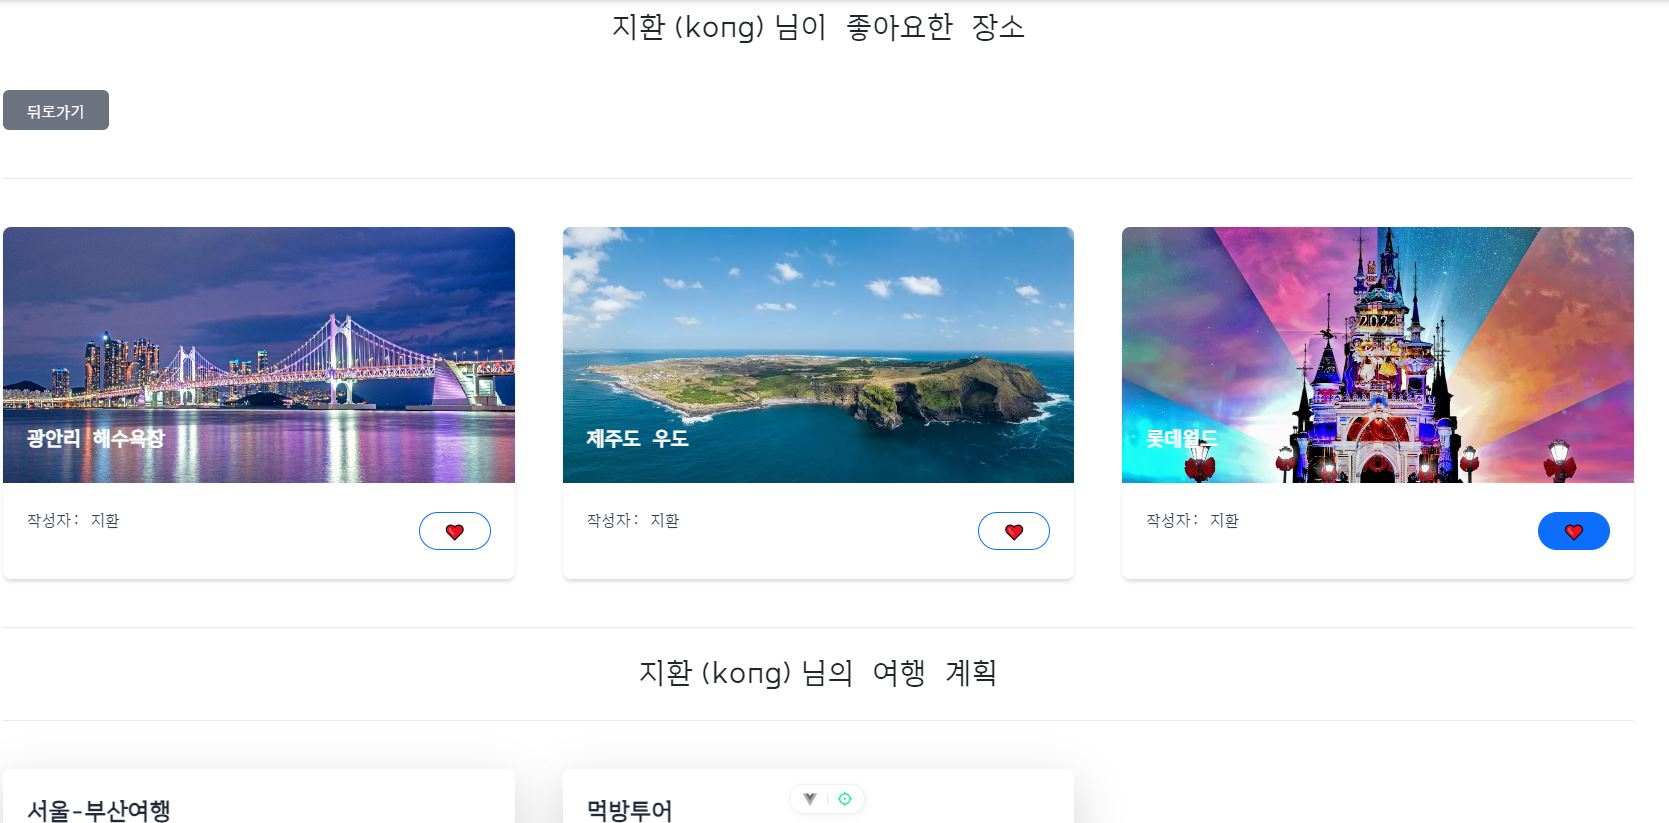 지환 (kong) 님이 좋아요한 장소
뒤로가기
2024
광안리 해수욕장
제주도 우도
롯데월드
작성자: 지환
작성자: 지환
작성자: 지환
지환 (kong) 님의 여행 계획
서울-부산여행
먹방투어